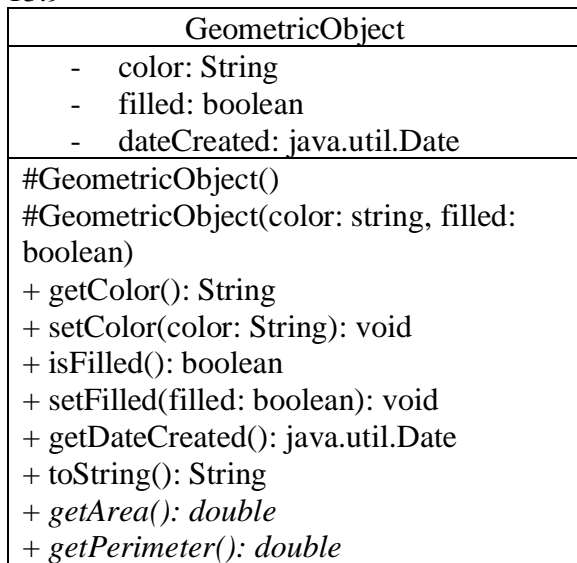 GeometricObject
- color: String
- filled: boolean
- dateCreated: java.util.Date
#GeometricObject()
#GeometricObject(color: string, filled:
boolean)
+ getColor(): String
+ setColor(color: String): void
+ isFilled(): boolean
+ setFilled(filled: boolean): void
+ getDateCreated(): java.util.Date
+ toString(): String
+ getArea(): double
+ getPerimeter(): double